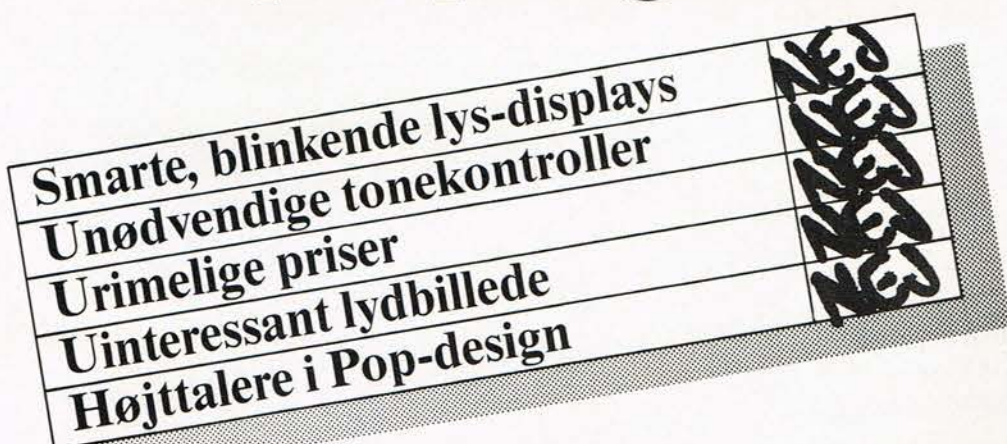 Smarte, blinkende lys-displays NEJ
Unødvendige tonekontroller NEJ
Urimelige priser NEJ
Uinteressant lydbillede NEJ
Højttalere i Pop-design NEJ